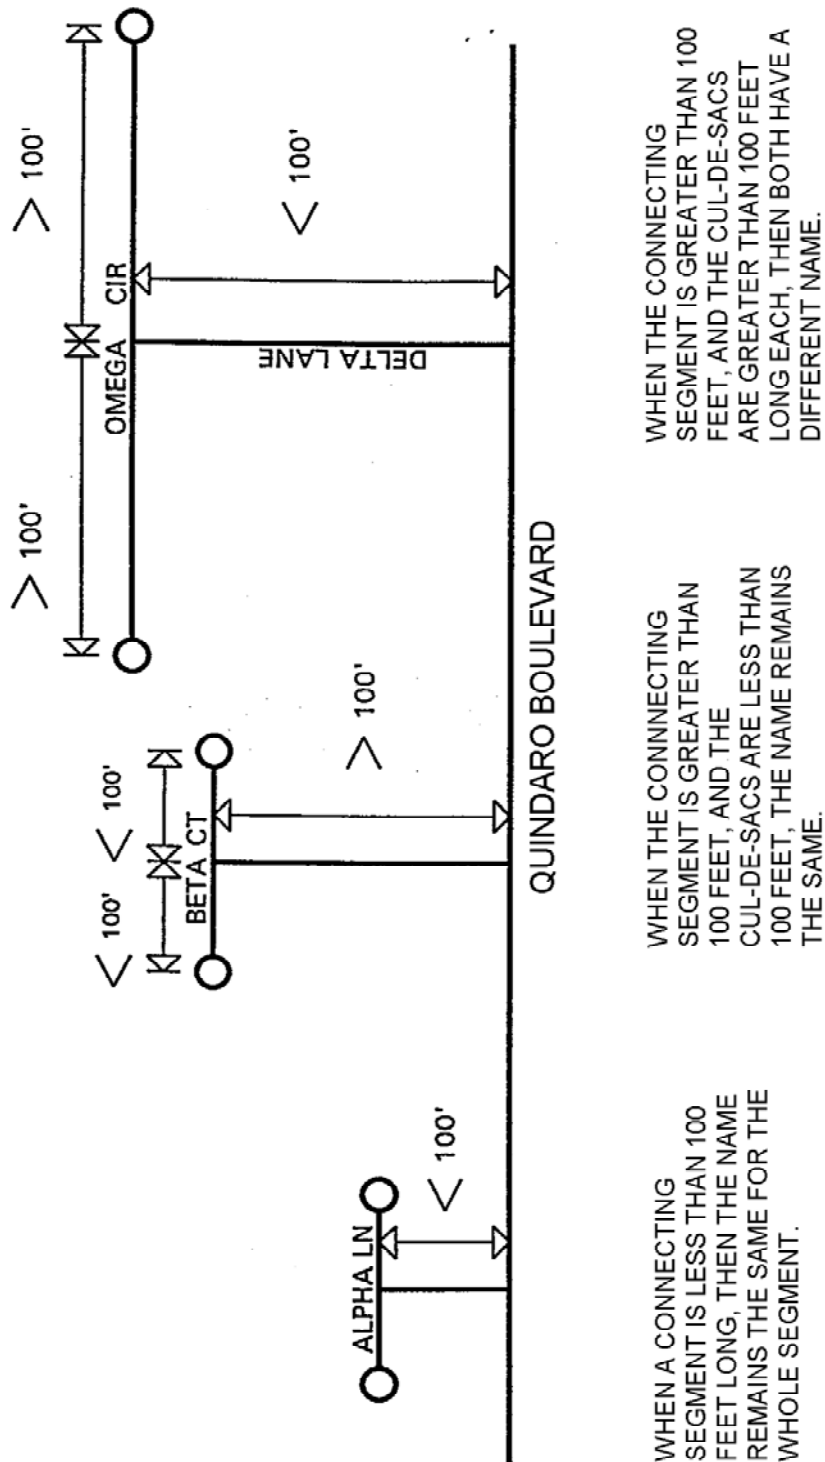 > 100'
> 100'
OMEGA CIR
< 100'
DELTA LANE
< 100'
< 100'
BETA CT
> 100'
ALPHA LN
< 100'
QUINDARO BOULEVARD
WHEN A CONNECTING
SEGMENT IS LESS THAN 100
FEET LONG, THEN THE NAME
REMAINS THE SAME FOR THE
WHOLE SEGMENT.
WHEN THE CONNNECTING
SEGMENT IS GREATER THAN
100 FEET, AND THE
CUL-DE-SACS ARE LESS THAN
100 FEET, THE NAME REMAINS
THE SAME.
WHEN THE CONNECTING
SEGMENT IS GREATER THAN 100
FEET, AND THE CUL-DE-SACS
ARE GREATER THAN 100 FEET
LONG EACH, THEN BOTH HAVE A
DIFFERENT NAME.